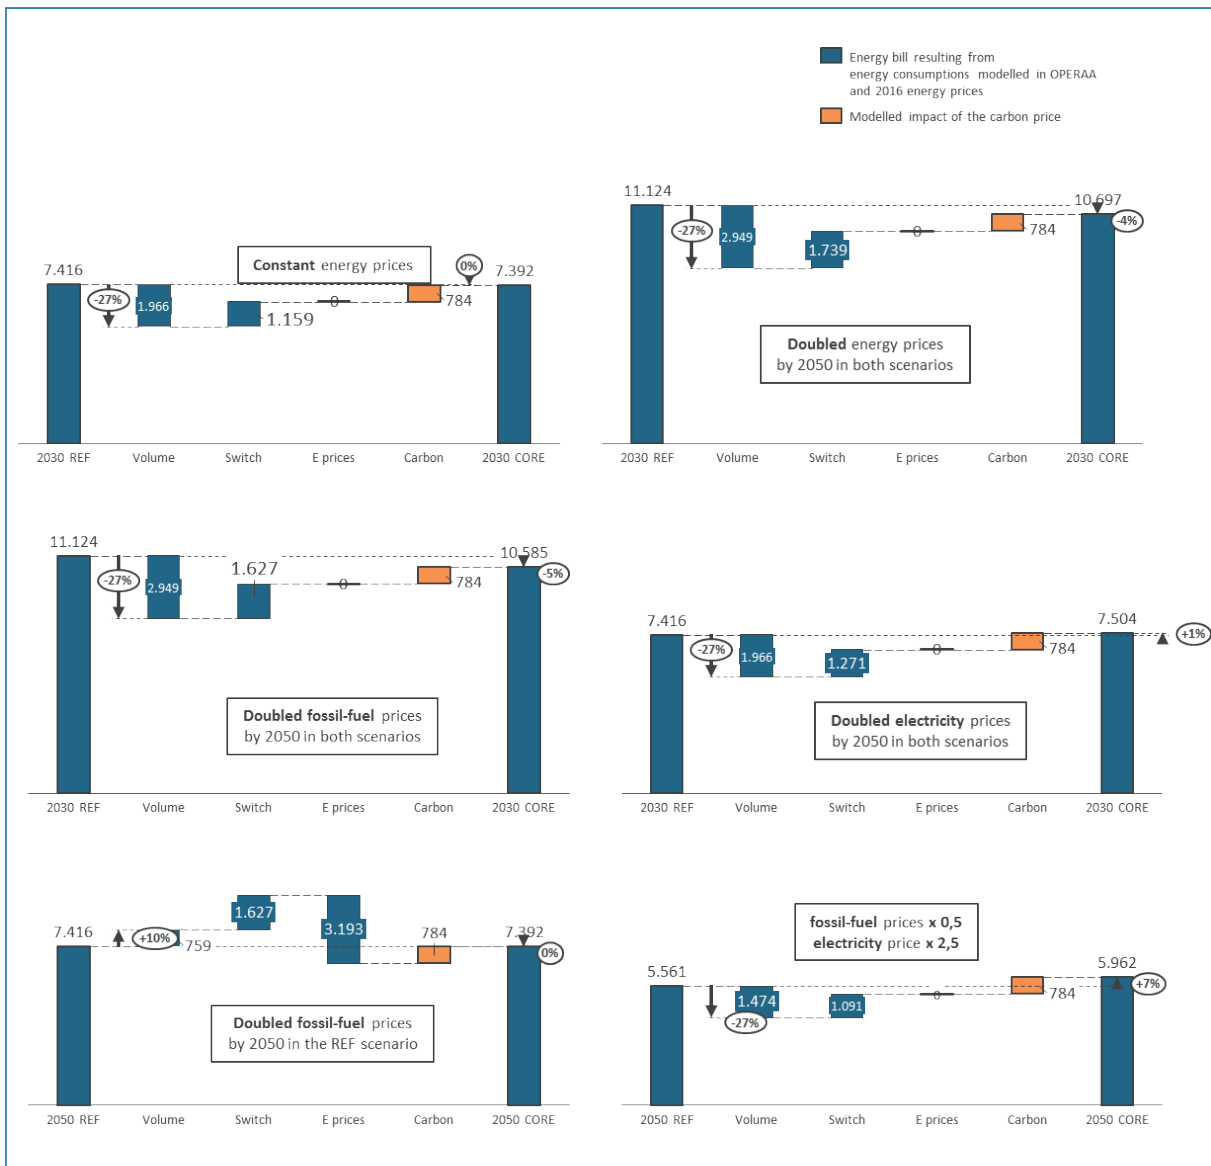 Energy bill resulting from
energy consumptions modelled in OPERAA
and 2016 energy prices
Modelled impact of the carbon price
7.416
-27%
1.966
1.159
Constant energy prices
0
0%
784
7.392
2030 REF Volume Switch E prices Carbon 2030 CORE
11.124
-27%
2.949
1.739
0
784
10.697
-4%
Doubled energy prices
by 2050 in both scenarios
2030 REF Volume Switch E prices Carbon 2030 CORE
11.124
-27%
2.949
1.627
0
784
10.585
-5%
Doubled fossil-fuel prices
by 2050 in both scenarios
2030 REF Volume Switch E prices Carbon 2030 CORE
7.416
-27%
1.966
1.271
0
784
7.504
+1%
Doubled electricity prices
by 2050 in both scenarios
2030 REF Volume Switch E prices Carbon 2030 CORE
7.416
+10%
759
1.627
3.193
784
7.392
0%
Doubled fossil-fuel prices
by 2050 in the REF scenario
2050 REF Volume Switch E prices Carbon 2050 CORE
fossil-fuel prices x 0,5
electricity price x 2,5
5.561
-27%
1.474
1.091
0
784
5.962
+7%
2050 REF Volume Switch E prices Carbon 2050 CORE